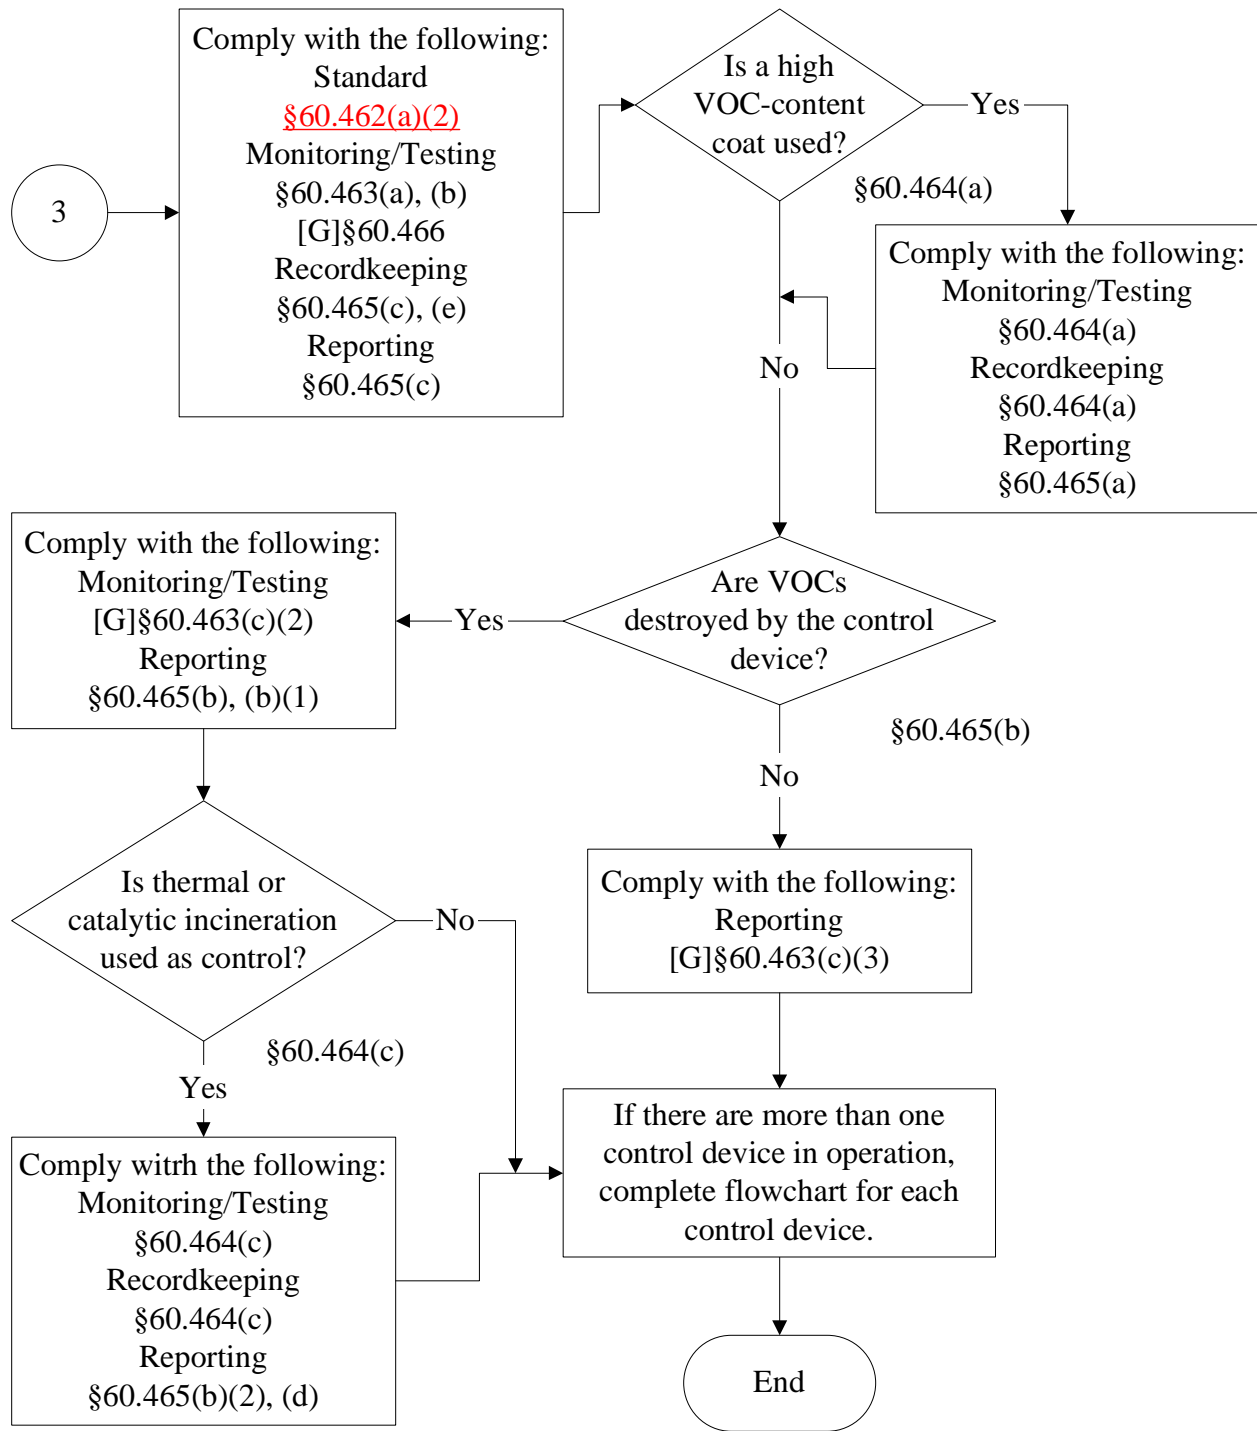 3
Comply with the following:
Standard
§60.462(a)(2)
Monitoring/Testing
§60.463(a), (b)
[G]§60.466
Recordkeeping
§60.465(c), (e)
Reporting
§60.465(c)
Is a high
VOC-content
coat used?
Yes
§60.464(a)
No
Comply with the following:
Monitoring/Testing
§60.464(a)
Recordkeeping
§60.464(a)
Reporting
§60.465(a)
Are VOCs
destroyed by the control
device?
Yes
§60.465(b)
No
Comply with the following:
Monitoring/Testing
[G]§60.463(c)(2)
Reporting
§60.465(b), (b)(1)
Is thermal or
catalytic incineration
used as control?
No
§60.464(c)
Yes
Comply with the following:
Reporting
[G]§60.463(c)(3)
Comply witrh the following:
Monitoring/Testing
§60.464(c)
Recordkeeping
§60.464(c)
Reporting
§60.465(b)(2), (d)
If there are more than one
control device in operation,
complete flowchart for each
control device.
End